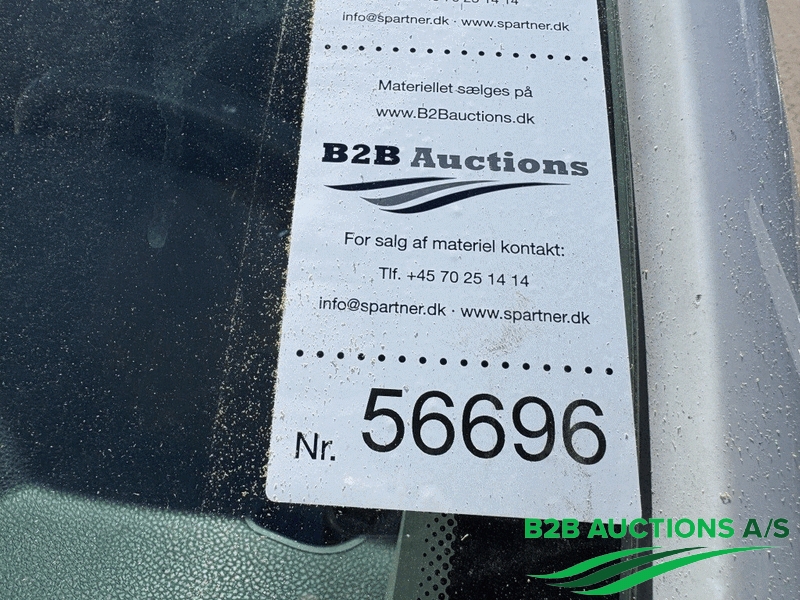 info@spartner.dk · www.spartner.dk
Materiellet sælges på
www.B2Bauctions.dk
B2B Auctions
For salg af materiel kontakt:
Tlf. +45 70 25 14 14
info@spartner.dk · www.spartner.dk
Nr. 56696
B2B AUCTIONS A/S